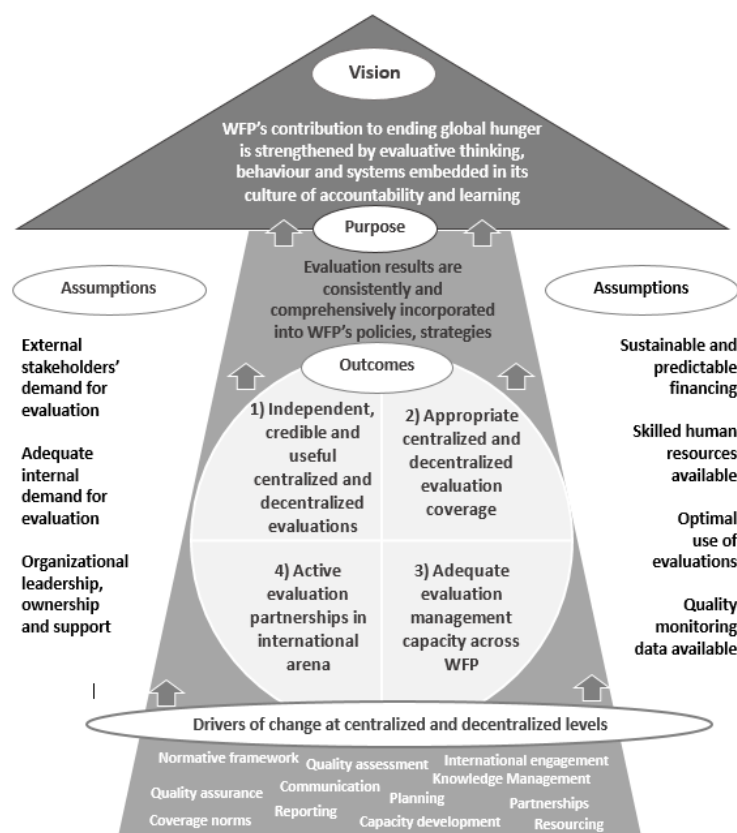 Vision
WFP's contribution to ending global hunger
is strengthened by evaluative thinking,
behaviour and systems embedded in its
culture of accountability and learning
Purpose
Evaluation results are
consistently and
comprehensively incorporated
into WFP's policies, strategies
Assumptions
External
stakeholders'
demand for
evaluation
Adequate
internal
demand for
evaluation
Organizational
leadership,
ownership
and support
Assumptions
Sustainable and
predictable
financing
Skilled human
resources
available
Optimal
use of
evaluations
Quality
monitoring
data available
Outcomes
1) Independent,
credible and
useful
centralized and
decentralized
evaluations
2) Appropriate
centralized and
decentralized
evaluation
coverage
4) Active
evaluation
partnerships in
international
arena
3) Adequate
evaluation
management
capacity across
WFP
Drivers of change at centralized and decentralized levels
Normative framework
Quality assessment
International engagement
Communication
Knowledge Management
Quality assurance
Planning
Partnerships
Reporting
Coverage norms
Capacity development
Resourcing